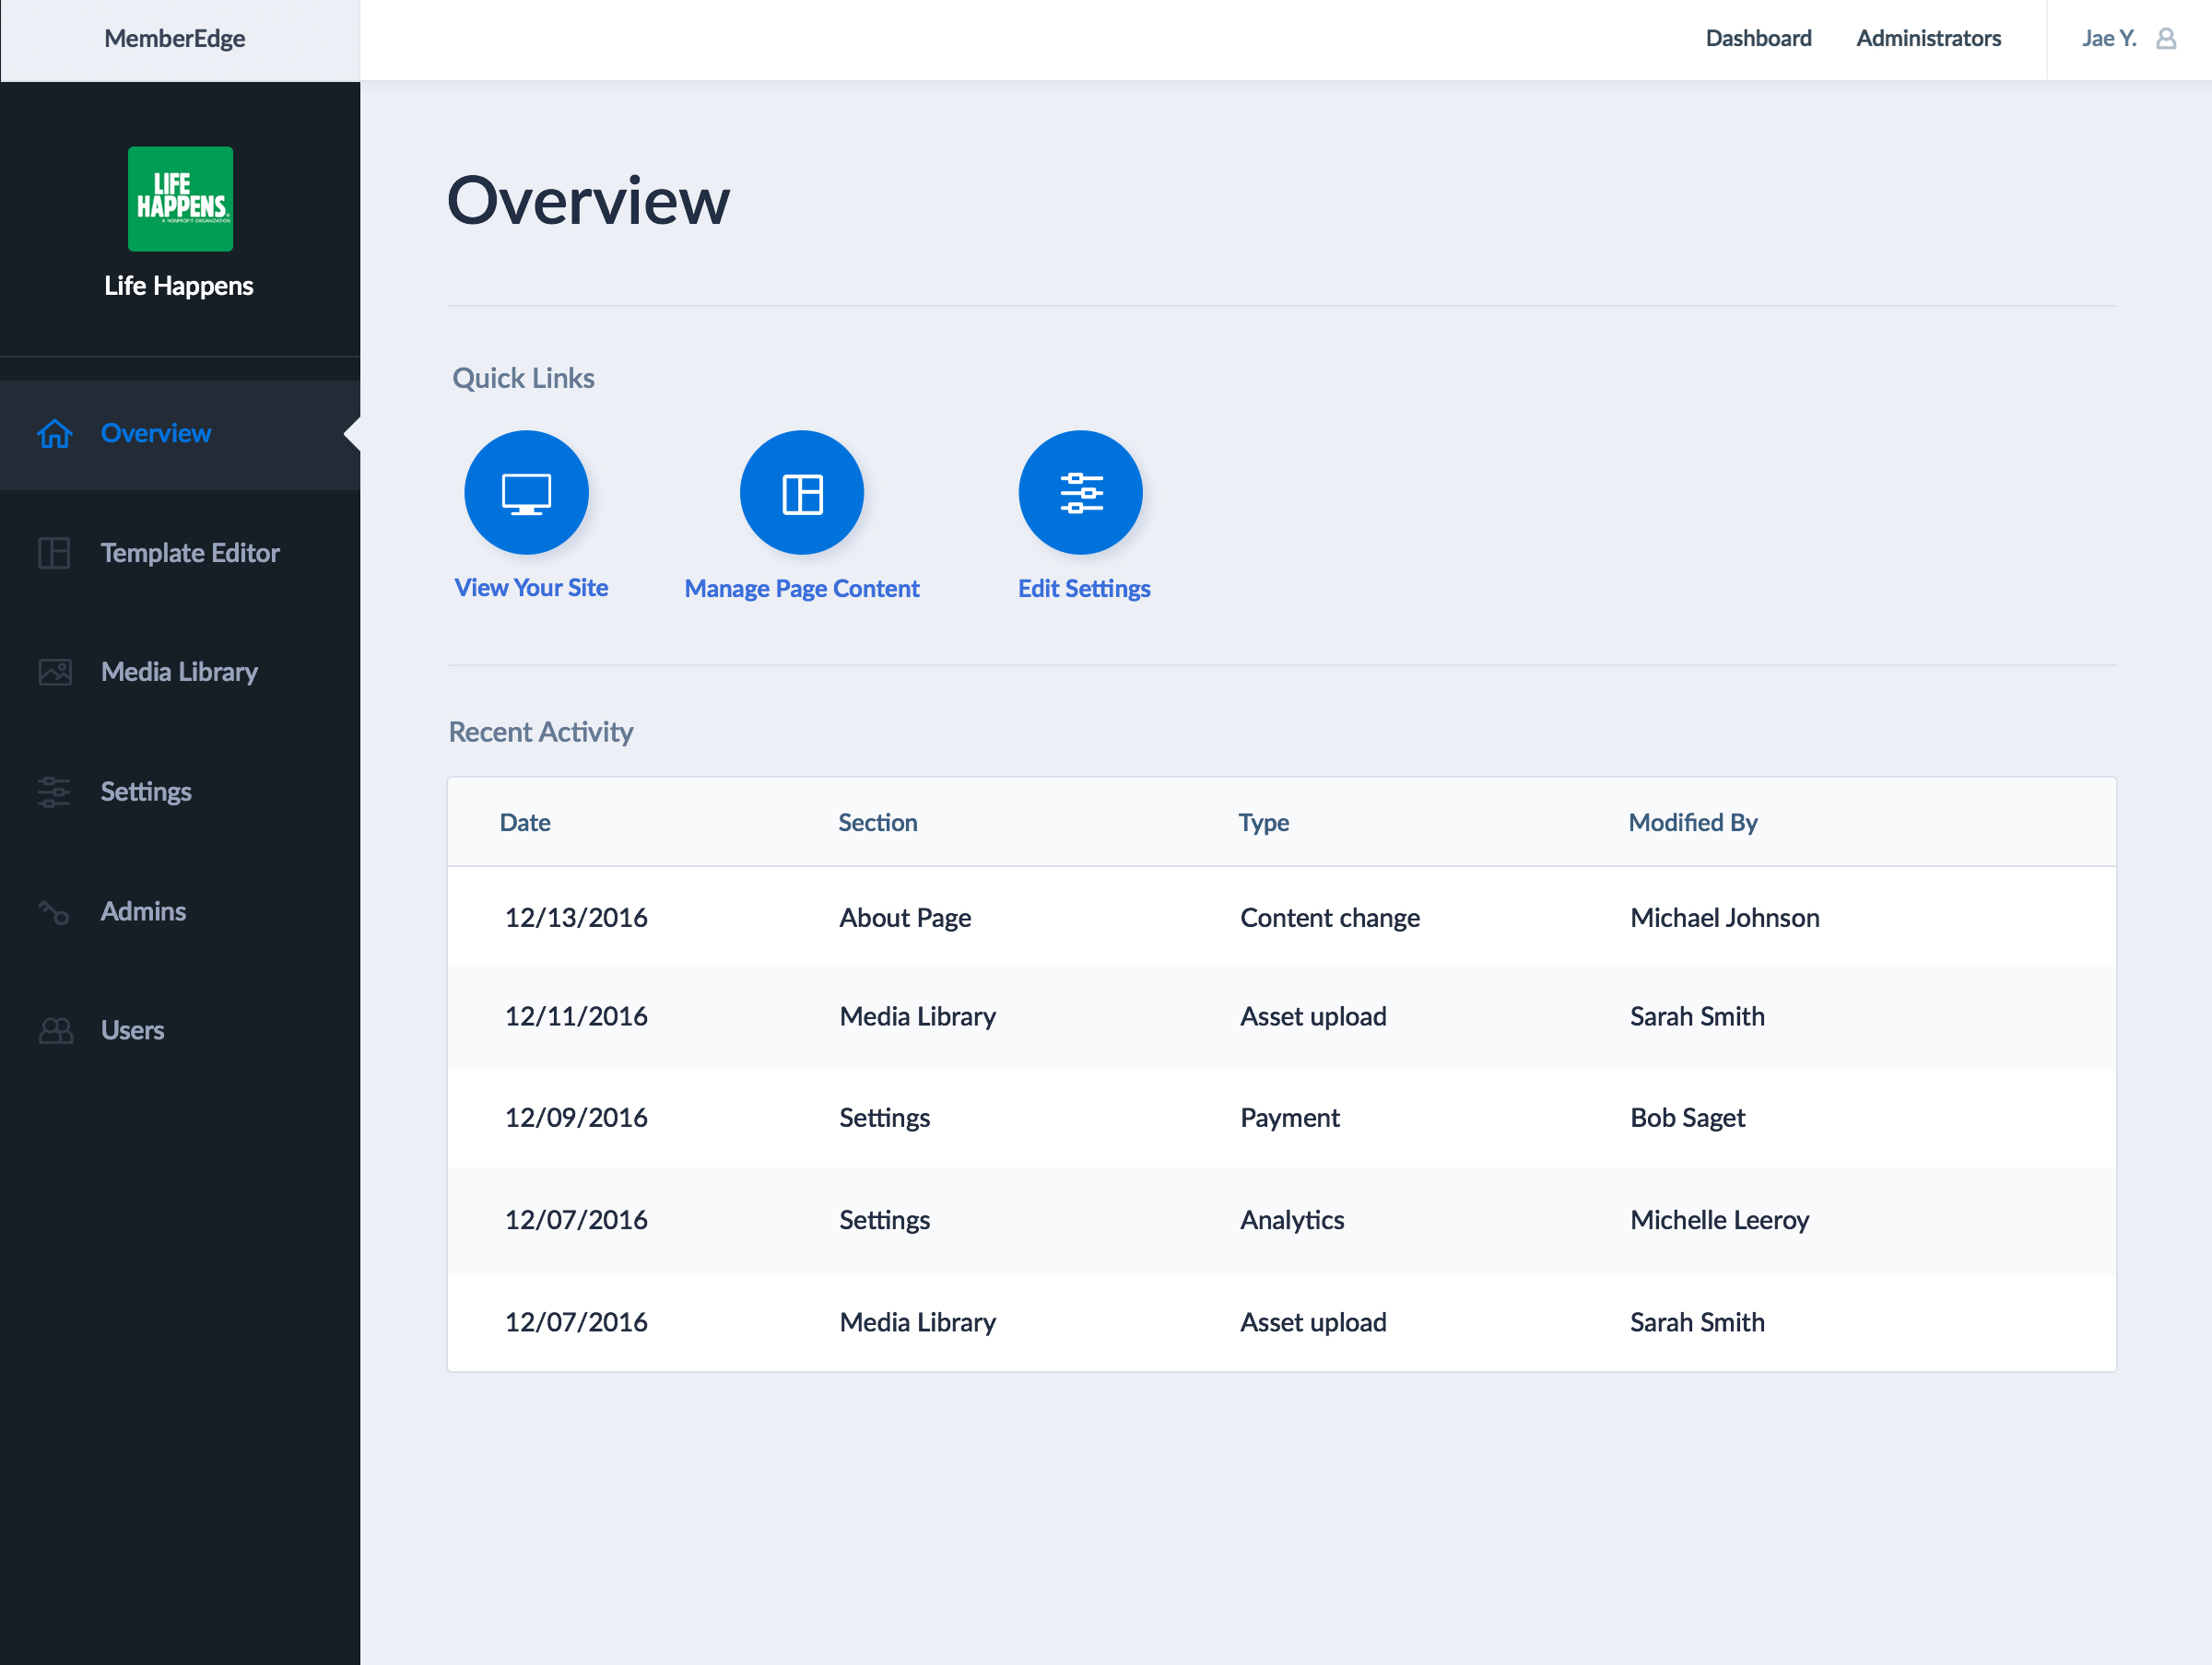 MemberEdge
Dashboard Administrators Jae Y.
LIFE
HAPPENS
A NONPROFIT ORGANIZATION
Life Happens
Overview
Template Editor
Media Library
Settings
Admins
Users
Overview
Quick Links
View Your Site Manage Page Content Edit Settings
Recent Activity
Date Section Type Modified By
12/13/2016 About Page Content change Michael Johnson
12/11/2016 Media Library Asset upload Sarah Smith
12/09/2016 Settings Payment Bob Saget
12/07/2016 Settings Analytics Michelle Leeroy
12/07/2016 Media Library Asset upload Sarah Smith